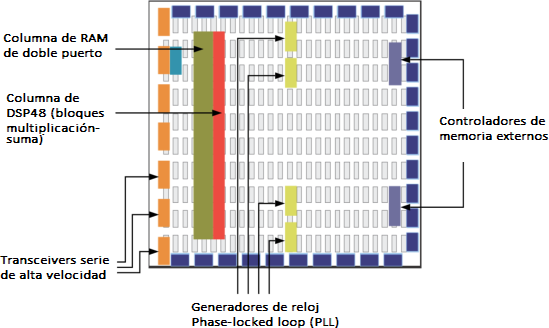 Columna de RAM
de doble puerto
Columna de
DSP48 (bloques
multiplicación-
suma)
Controladores de
memoria externos
Transceivers serie
de alta velocidad
Generadores de reloj
Phase-locked loop (PLL)